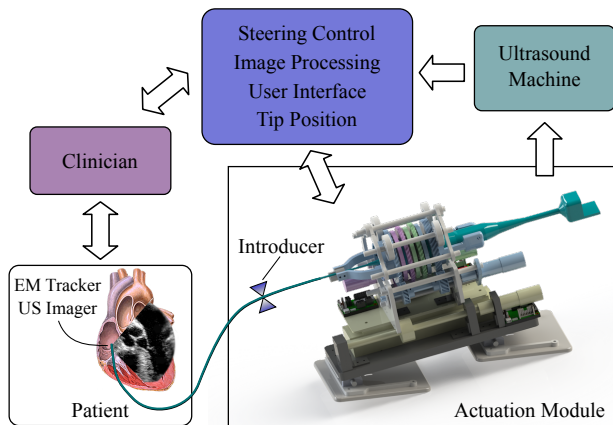 Steering Control
Image Processing
User Interface
Tip Position
Ultrasound
Machine
Clinician
Introducer
EM Tracker
US Imager
Patient
Actuation Module